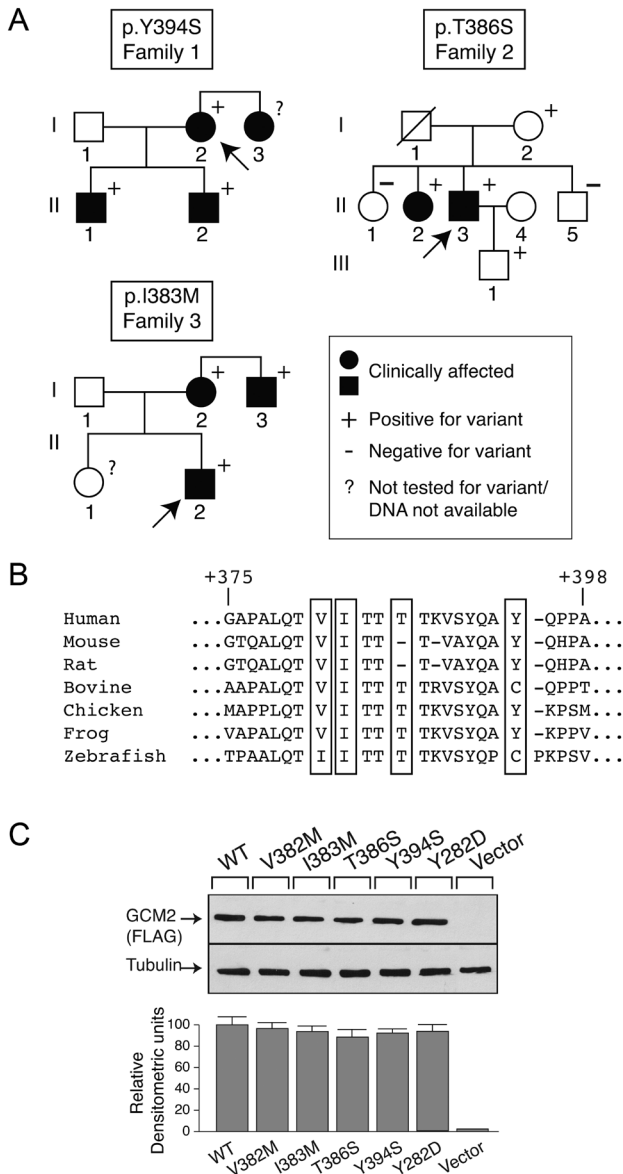 A
p.Y394S
Family 1
p.T386S
Family 2
I
1
+
2
?
3
II
+
1
+
2
I
1
+
2
II
−
1
+
2
+
3
4
−
5
III
+
1
p.I383M
Family 3
I
1
+
2
+
3
II
?
1
+
2
Clinically affected
+ Positive for variant
- Negative for variant
? Not tested for variant/
DNA not available
B
+375 +398
Human ...GAPALQT V I TT T TKVSYQA Y -QPPA...
Mouse ...GTQALQT V I TT - T-VAYQA Y -QHPA...
Rat ...GTQALQT V I TT - T-VAYQA Y -QHPA...
Bovine ...AAPALQT V I TT T TRVSYQA C -QPPT...
Chicken ...MAPPLQT V I TT T TKVSYQA Y -KPSM...
Frog ...VAPALQT V I TT T TKVSYQA Y -KPPV...
Zebrafish ...TPAALQT I I TT T TKVSYQP C PKPSV...
C
WT V382M I383M T386S Y394S Y282D Vector
GCM2
(FLAG)
Tubulin
Relative
Densitometric units
100
80
60
40
20
0
WT V382M I383M T386S Y394S Y282D Vector